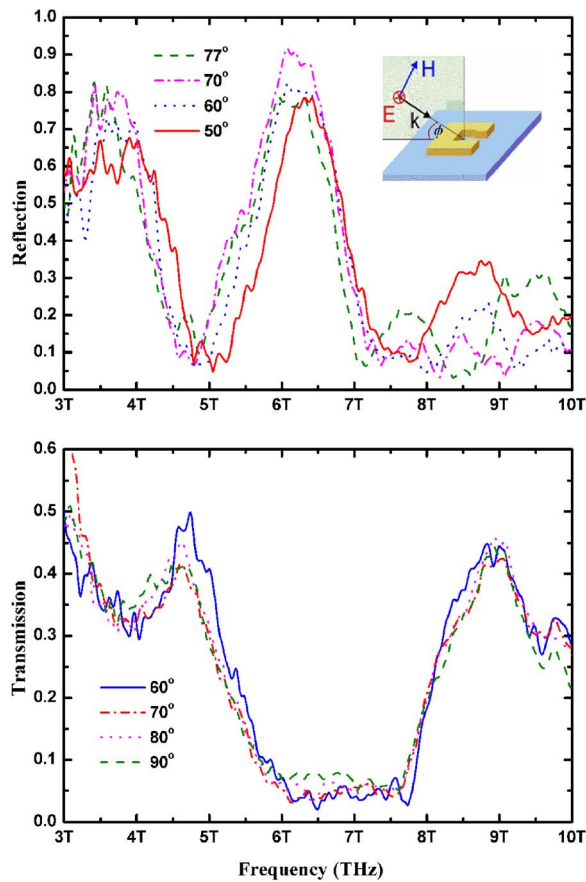 1.0
0.9
0.8
0.7
0.6
0.5
0.4
0.3
0.2
0.1
0.0
Reflection
77°
70°
60°
50°
H
E
k
ϕ
3T 4T 5T 6T 7T 8T 9T 10T
0.6
0.5
0.4
0.3
0.2
0.1
0.0
Transmission
60°
70°
80°
90°
3T 4T 5T 6T 7T 8T 9T 10T
Frequency (THz)